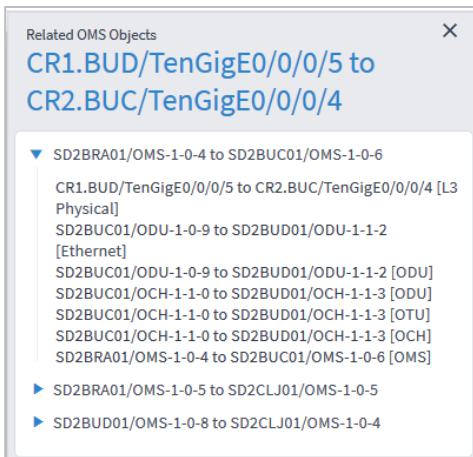 Related OMS Objects
CR1.BUD/TenGigE0/0/0/5 to
CR2.BUC/TenGigE0/0/0/4
SD2BRA01/OMS-1-0-4 to SD2BUC01/OMS-1-0-6
CR1.BUD/TenGigE0/0/0/5 to CR2.BUC/TenGigE0/0/0/4 [L3
Physical]
SD2BUC01/ODU-1-0-9 to SD2BUD01/ODU-1-1-2
[Ethernet]
SD2BUC01/ODU-1-0-9 to SD2BUD01/ODU-1-1-2 [ODU]
SD2BUC01/OCH-1-1-0 to SD2BUD01/OCH-1-1-3 [ODU]
SD2BUC01/OCH-1-1-0 to SD2BUD01/OCH-1-1-3 [OTU]
SD2BUC01/OCH-1-1-0 to SD2BUD01/OCH-1-1-3 [OCH]
SD2BRA01/OMS-1-0-4 to SD2BUC01/OMS-1-0-6 [OMS]
SD2BRA01/OMS-1-0-5 to SD2CLJ01/OMS-1-0-5
SD2BUD01/OMS-1-0-8 to SD2CLJ01/OMS-1-0-4